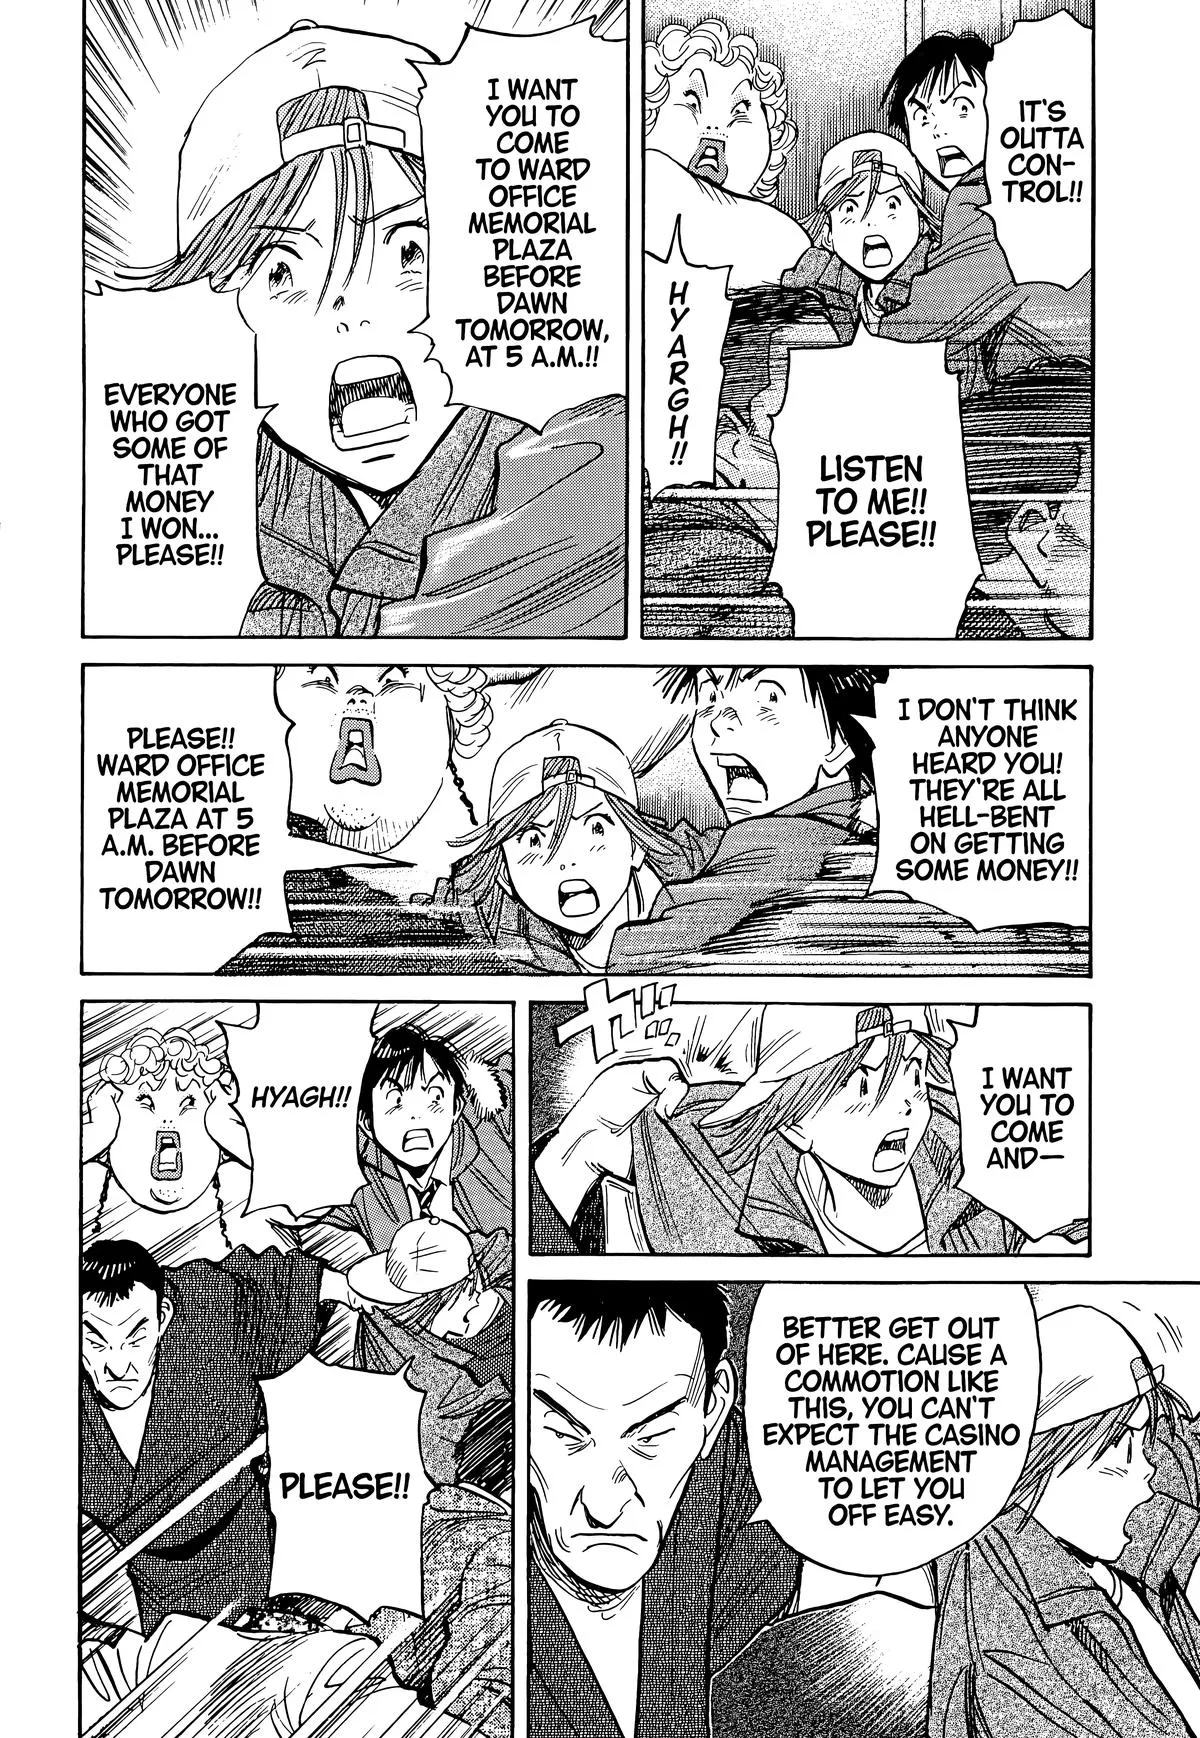 IT'S
OUTTA
CON-
TROL!!
HYARGH!!
LISTEN
TO ME!!
PLEASE!!
I WANT
YOU TO
COME
TO WARD
OFFICE
MEMORIAL
PLAZA
BEFORE
DAWN
TOMORROW,
AT 5 A.M.!!
EVERYONE
WHO GOT
SOME OF
THAT
MONEY
I WON...
PLEASE!!
I DON'T THINK
ANYONE
HEARD YOU!
THEY'RE ALL
HELL-BENT
ON GETTING
SOME MONEY!!
PLEASE!!
WARD OFFICE
MEMORIAL
PLAZA AT 5
A.M. BEFORE
DAWN
TOMORROW!!
I WANT
YOU TO
COME
AND—
ガッ
HYAGH!!
PLEASE!!
BETTER GET OUT
OF HERE. CAUSE A
COMMOTION LIKE
THIS, YOU CAN'T
EXPECT THE CASINO
MANAGEMENT
TO LET YOU
OFF EASY.